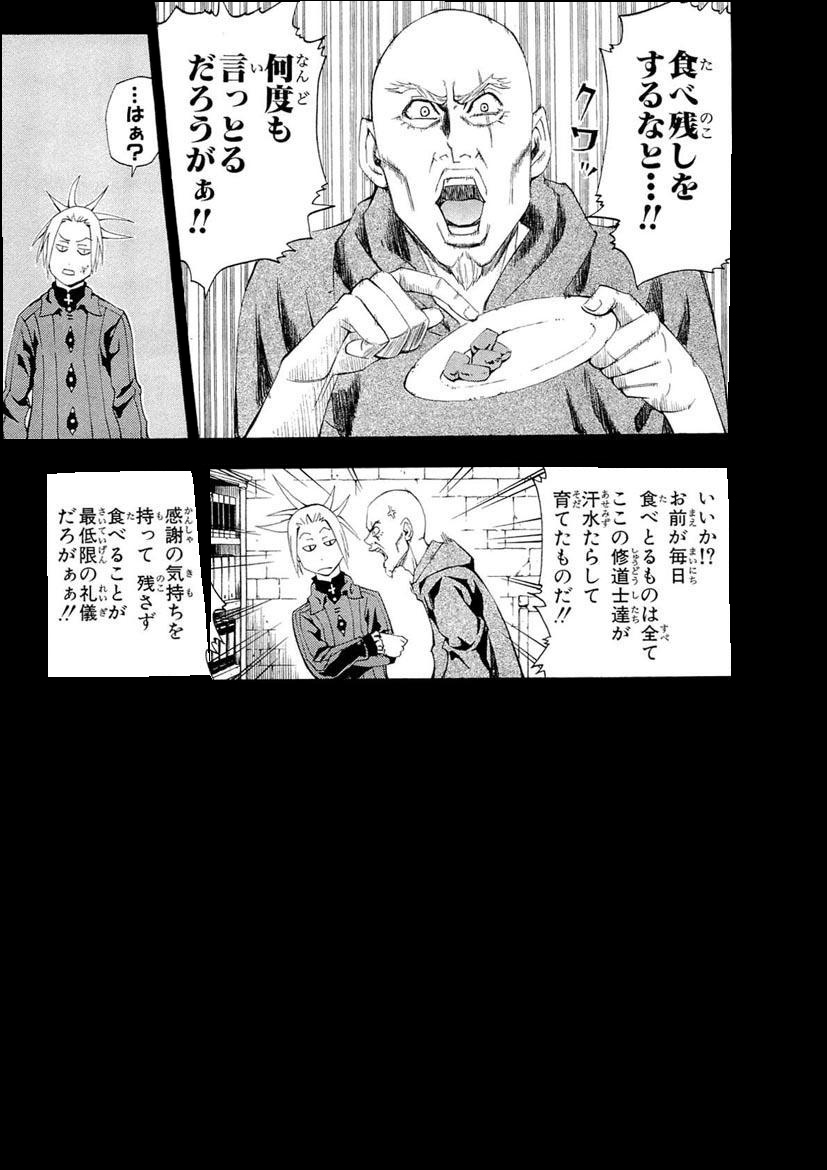 食べ残しを
するなと…!!
何度も
言っとる
だろうがぁ!!
クワッ
…はぁ?
いいか!?
お前が毎日
食べとるものは全て
ここの修道士達が
汗水たらして
育てたものだ!!
感謝の気持ちを
持って残さず
食べることが
最低限の礼儀
だろがぁぁ!!